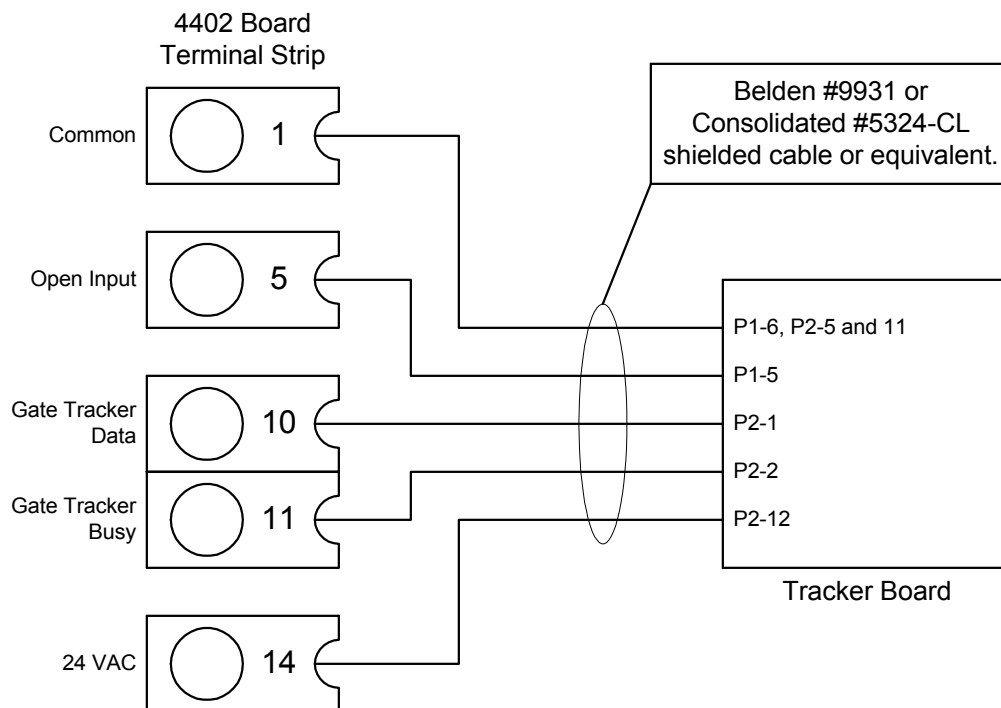 4402 Board
Terminal Strip
Common
1
Belden #9931 or
Consolidated #5324-CL
shielded cable or equivalent.
Open Input
5
P1-6, P2-5 and 11
P1-5
Gate Tracker
Data
10
P2-1
Gate Tracker
Busy
11
P2-2
P2-12
Tracker Board
24 VAC
14